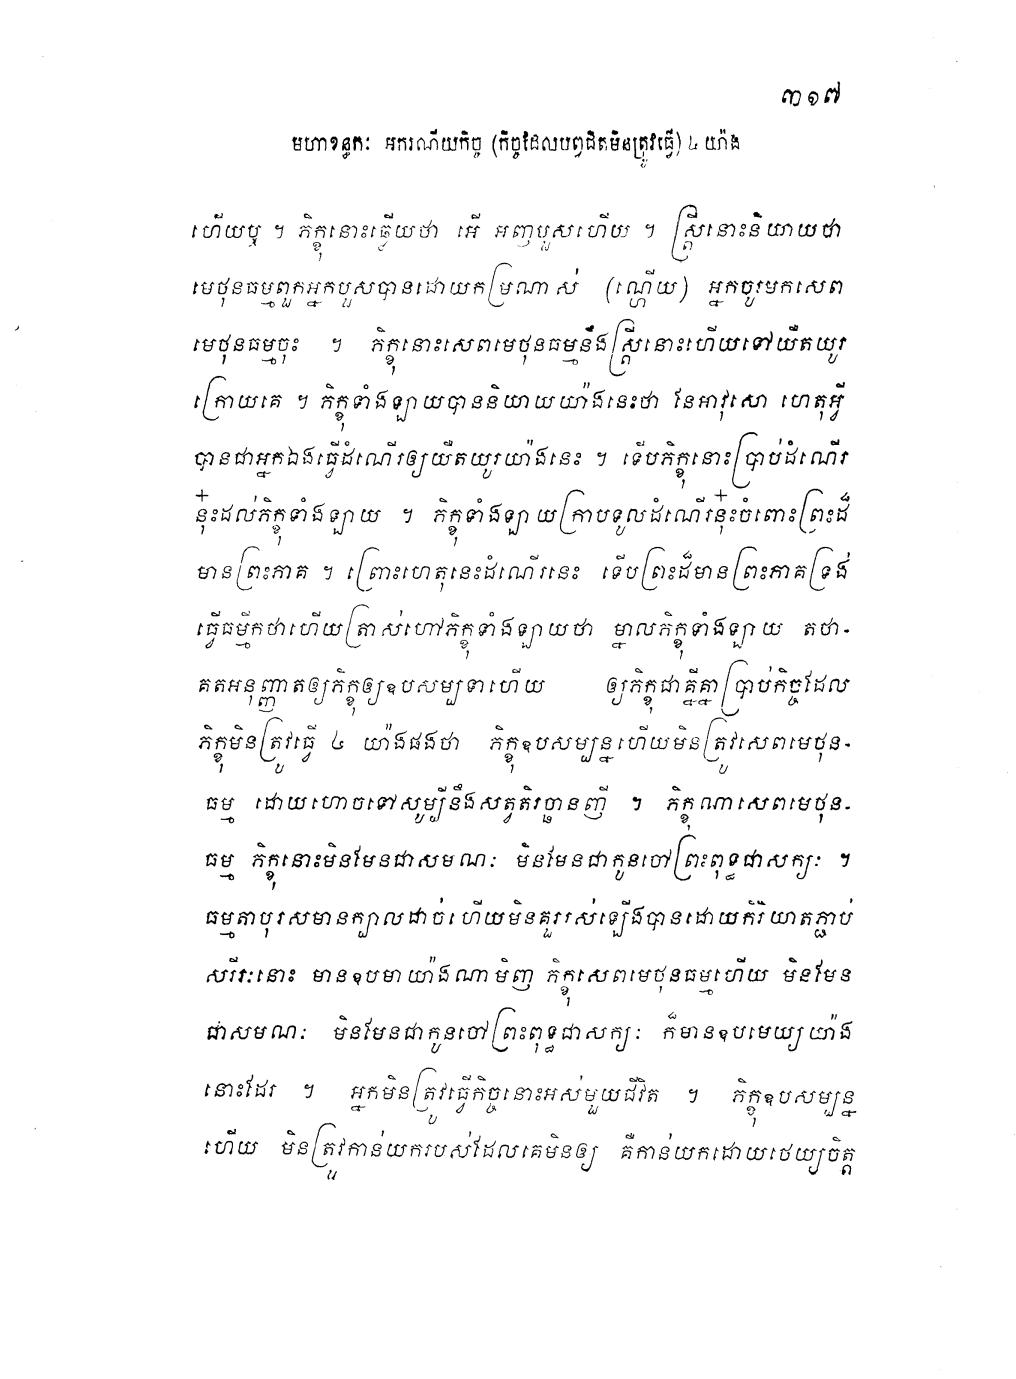 ៣១៧
មហាខន្ធកៈ អករណីយកិច្ច (កិច្ចដែលបព្វជិតមិនត្រូវធ្វើ) ៤ យ៉ាង
ហើយឬ ។ ភិក្ខុនោះឆ្លើយថា អើ អញបួសហើយ ។ ស្ត្រីនោះនិយាយថា
មេថុនធម្មពួកអ្នកបួសបានដោយកម្រណាស់ (ណ្ហើយ) អ្នកចូរមកសេព
មេថុនធម្មចុះ ។ ភិក្ខុនោះសេពមេថុនធម្មនឹងស្ត្រីនោះហើយទៅយឺតយូរ
ក្រោយគេ ។ ភិក្ខុទាំងឡាយបាននិយាយយ៉ាងនេះថា នែអាវុសោ ហេតុអ្វី
បានជាអ្នកឯងធ្វើដំណើរឲ្យយឺតយូរយ៉ាងនេះ ។ ទើបភិក្ខុនោះប្រាប់ដំណើរ
នុ៎ះដល់ភិក្ខុទាំងឡាយ ។ ភិក្ខុទាំងឡាយក្រាបទូលដំណើរនុ៎ះចំពោះព្រះដ៏
មានព្រះភាគ ។ ព្រោះហេតុនេះដំណើរនេះ ទើបព្រះដ៏មានព្រះភាគទ្រង់
ធ្វើធម្មីកថាហើយត្រាស់ហៅភិក្ខុទាំងឡាយថា ម្នាលភិក្ខុទាំងឡាយ តថា-
គតអនុញ្ញាតឲ្យភិក្ខុឲ្យឧបសម្បទាហើយ ឲ្យភិក្ខុជាគ្នីគ្នាប្រាប់កិច្ចដែល
ភិក្ខុមិនត្រូវធ្វើ ៤ យ៉ាងផងថា ភិក្ខុឧបសម្បន្នហើយមិនត្រូវសេពមេថុន-
ធម្ម ដោយហោចទៅសូម្បីនឹងសត្វតិរច្ឆានញី ។ ភិក្ខុណាសេពមេថុន-
ធម្ម ភិក្ខុនោះមិនមែនជាសមណៈ មិនមែនជាកូនចៅព្រះពុទ្ធជាសក្យៈ ។
ធម្មតាបុរសមានក្បាលដាច់ហើយមិនគួររស់ឡើងបានដោយកិរិយាតភ្ជាប់
សរីរៈនោះ មានឧបមាយ៉ាងណាមិញ ភិក្ខុសេពមេថុនធម្មហើយ មិនមែន
ជាសមណៈ មិនមែនជាកូនចៅព្រះពុទ្ធជាសក្យៈ ក៏មានឧបមេយ្យយ៉ាង
នោះដែរ ។ អ្នកមិនត្រូវធ្វើកិច្ចនោះអស់មួយជីវិត ។ ភិក្ខុឧបសម្បន្ន
ហើយ មិនត្រូវកាន់យករបស់ដែលគេមិនឲ្យ គឺកាន់យកដោយថេយ្យចិត្ត